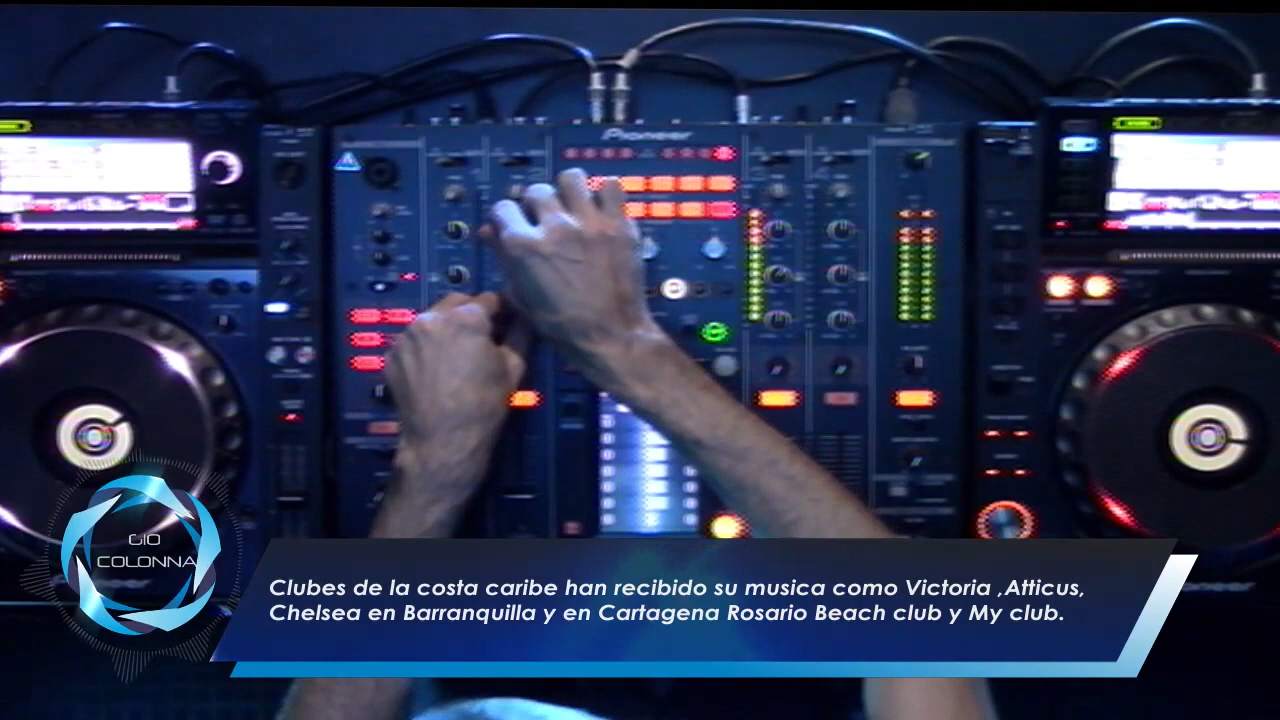 Pioneer
GIO
COLONNA
Clubes de la costa caribe han recibido su musica como Victoria ,Atticus,
Chelsea en Barranquilla y en Cartagena Rosario Beach club y My club.